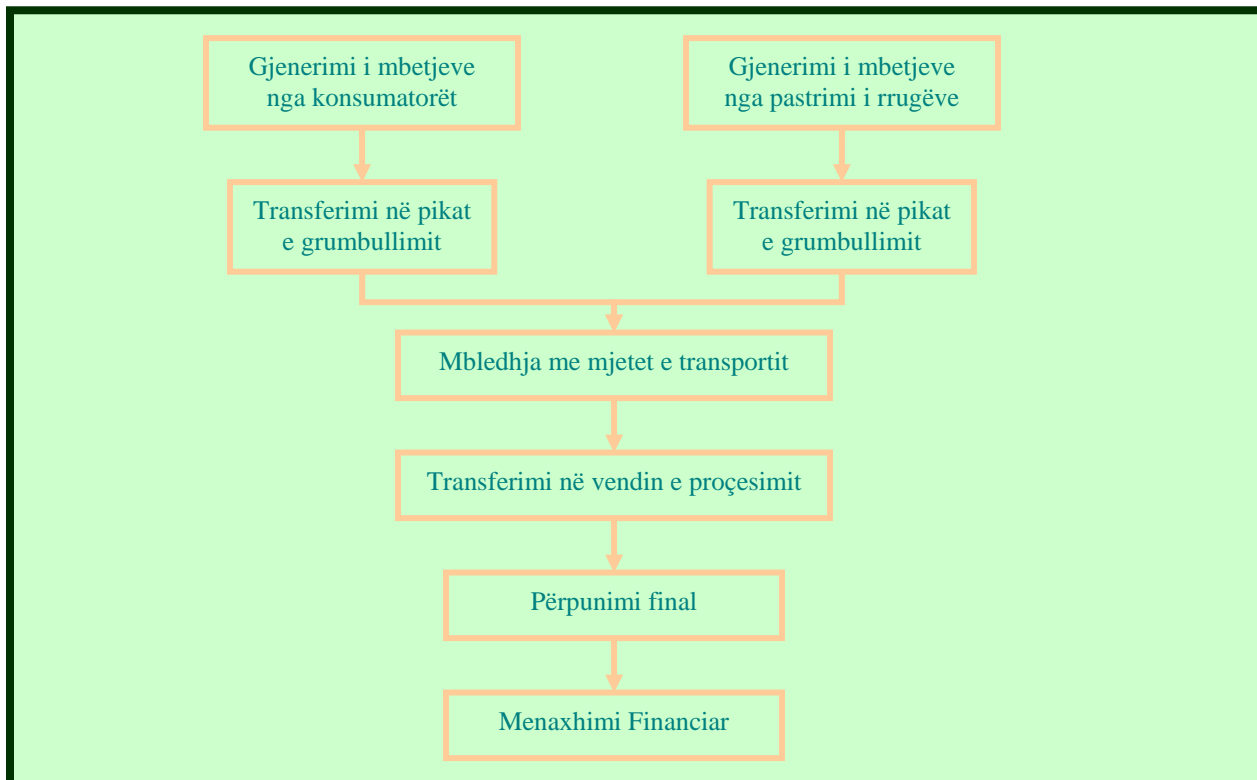 Gjenerimi i mbetjeve
nga konsumatorët
Gjenerimi i mbetjeve
nga pastrimi i rrugëve
Transferimi në pikat
e grumbullimit
Transferimi në pikat
e grumbullimit
Mbledhja me mjetet e transportit
Transferimi në vendin e proçesimit
Përpunimi final
Menaxhimi Financiar